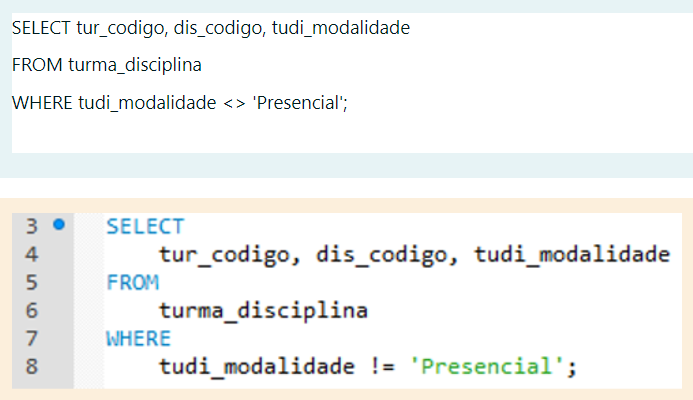 SELECT tur_codigo, dis_codigo, tudi_modalidade
FROM turma_disciplina
WHERE tudi_modalidade <> 'Presencial';
3 SELECT
4 tur_codigo, dis_codigo, tudi_modalidade
5 FROM
6 turma_disciplina
7 WHERE
8 tudi_modalidade != 'Presencial';